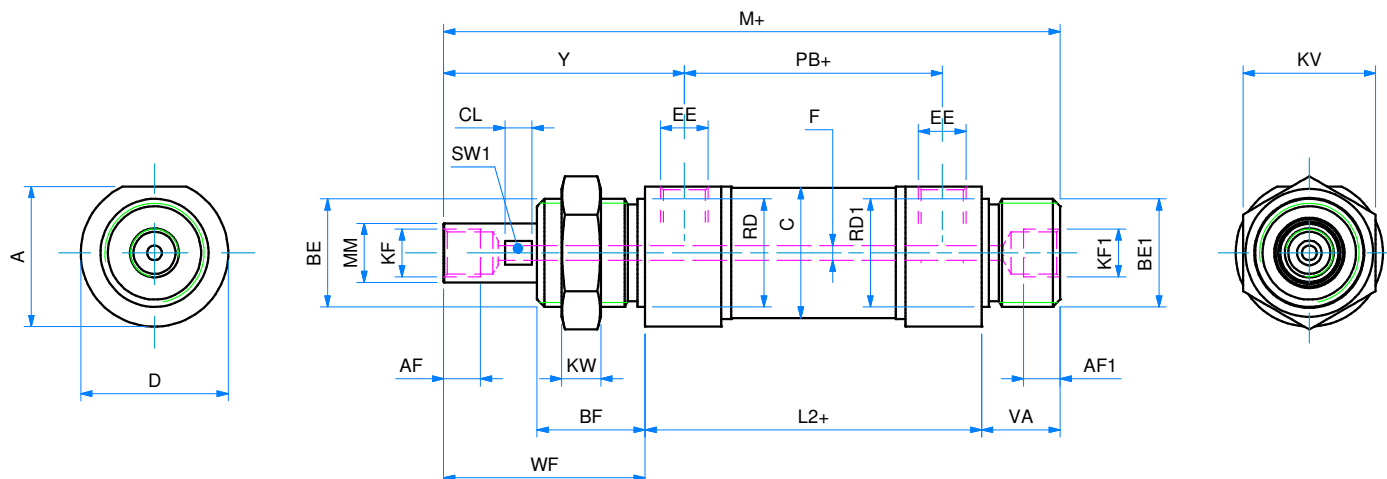 M+
Y
PB+
KV
CL
EE
F
EE
SW1
A
BE
MM
KF
RD
C
RD1
KF1
BE1
AF
KW
AF1
D
BF
L2+
VA
WF